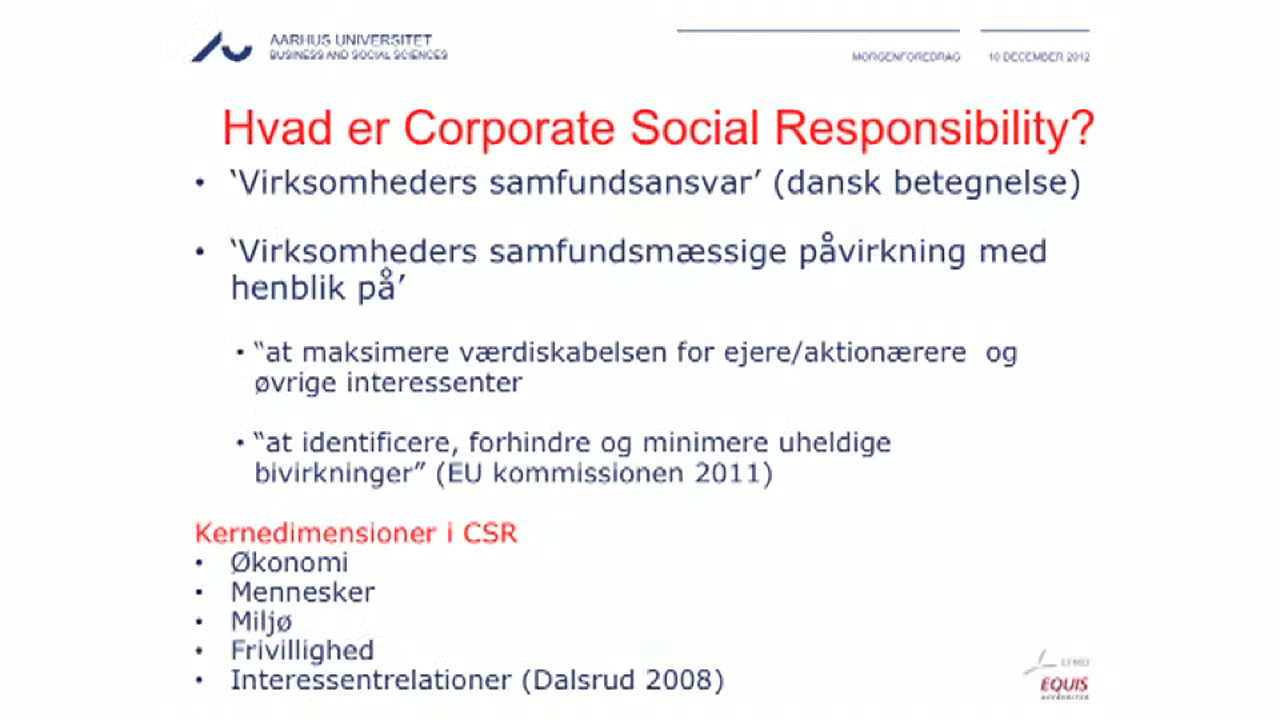 AARHUS UNIVERSITET
BUSINESS AND SOCIAL SCIENCES
MORGENFOREDRAG
10 DECEMBER 2012
Hvad er Corporate Social Responsibility?
• ‘Virksomheders samfundsansvar’ (dansk betegnelse)
• ‘Virksomheders samfundsmæssige påvirkning med
henblik på’
• “at maksimere værdiskabelsen for ejere/aktionærere og
øvrige interessenter
• “at identificere, forhindre og minimere uheldige
bivirkninger” (EU kommissionen 2011)
Kernedimensioner i CSR
• Økonomi
• Mennesker
• Miljø
• Frivillighed
• Interessentrelationer (Dalsrud 2008)
EFMD
EQUIS
ACCREDITED